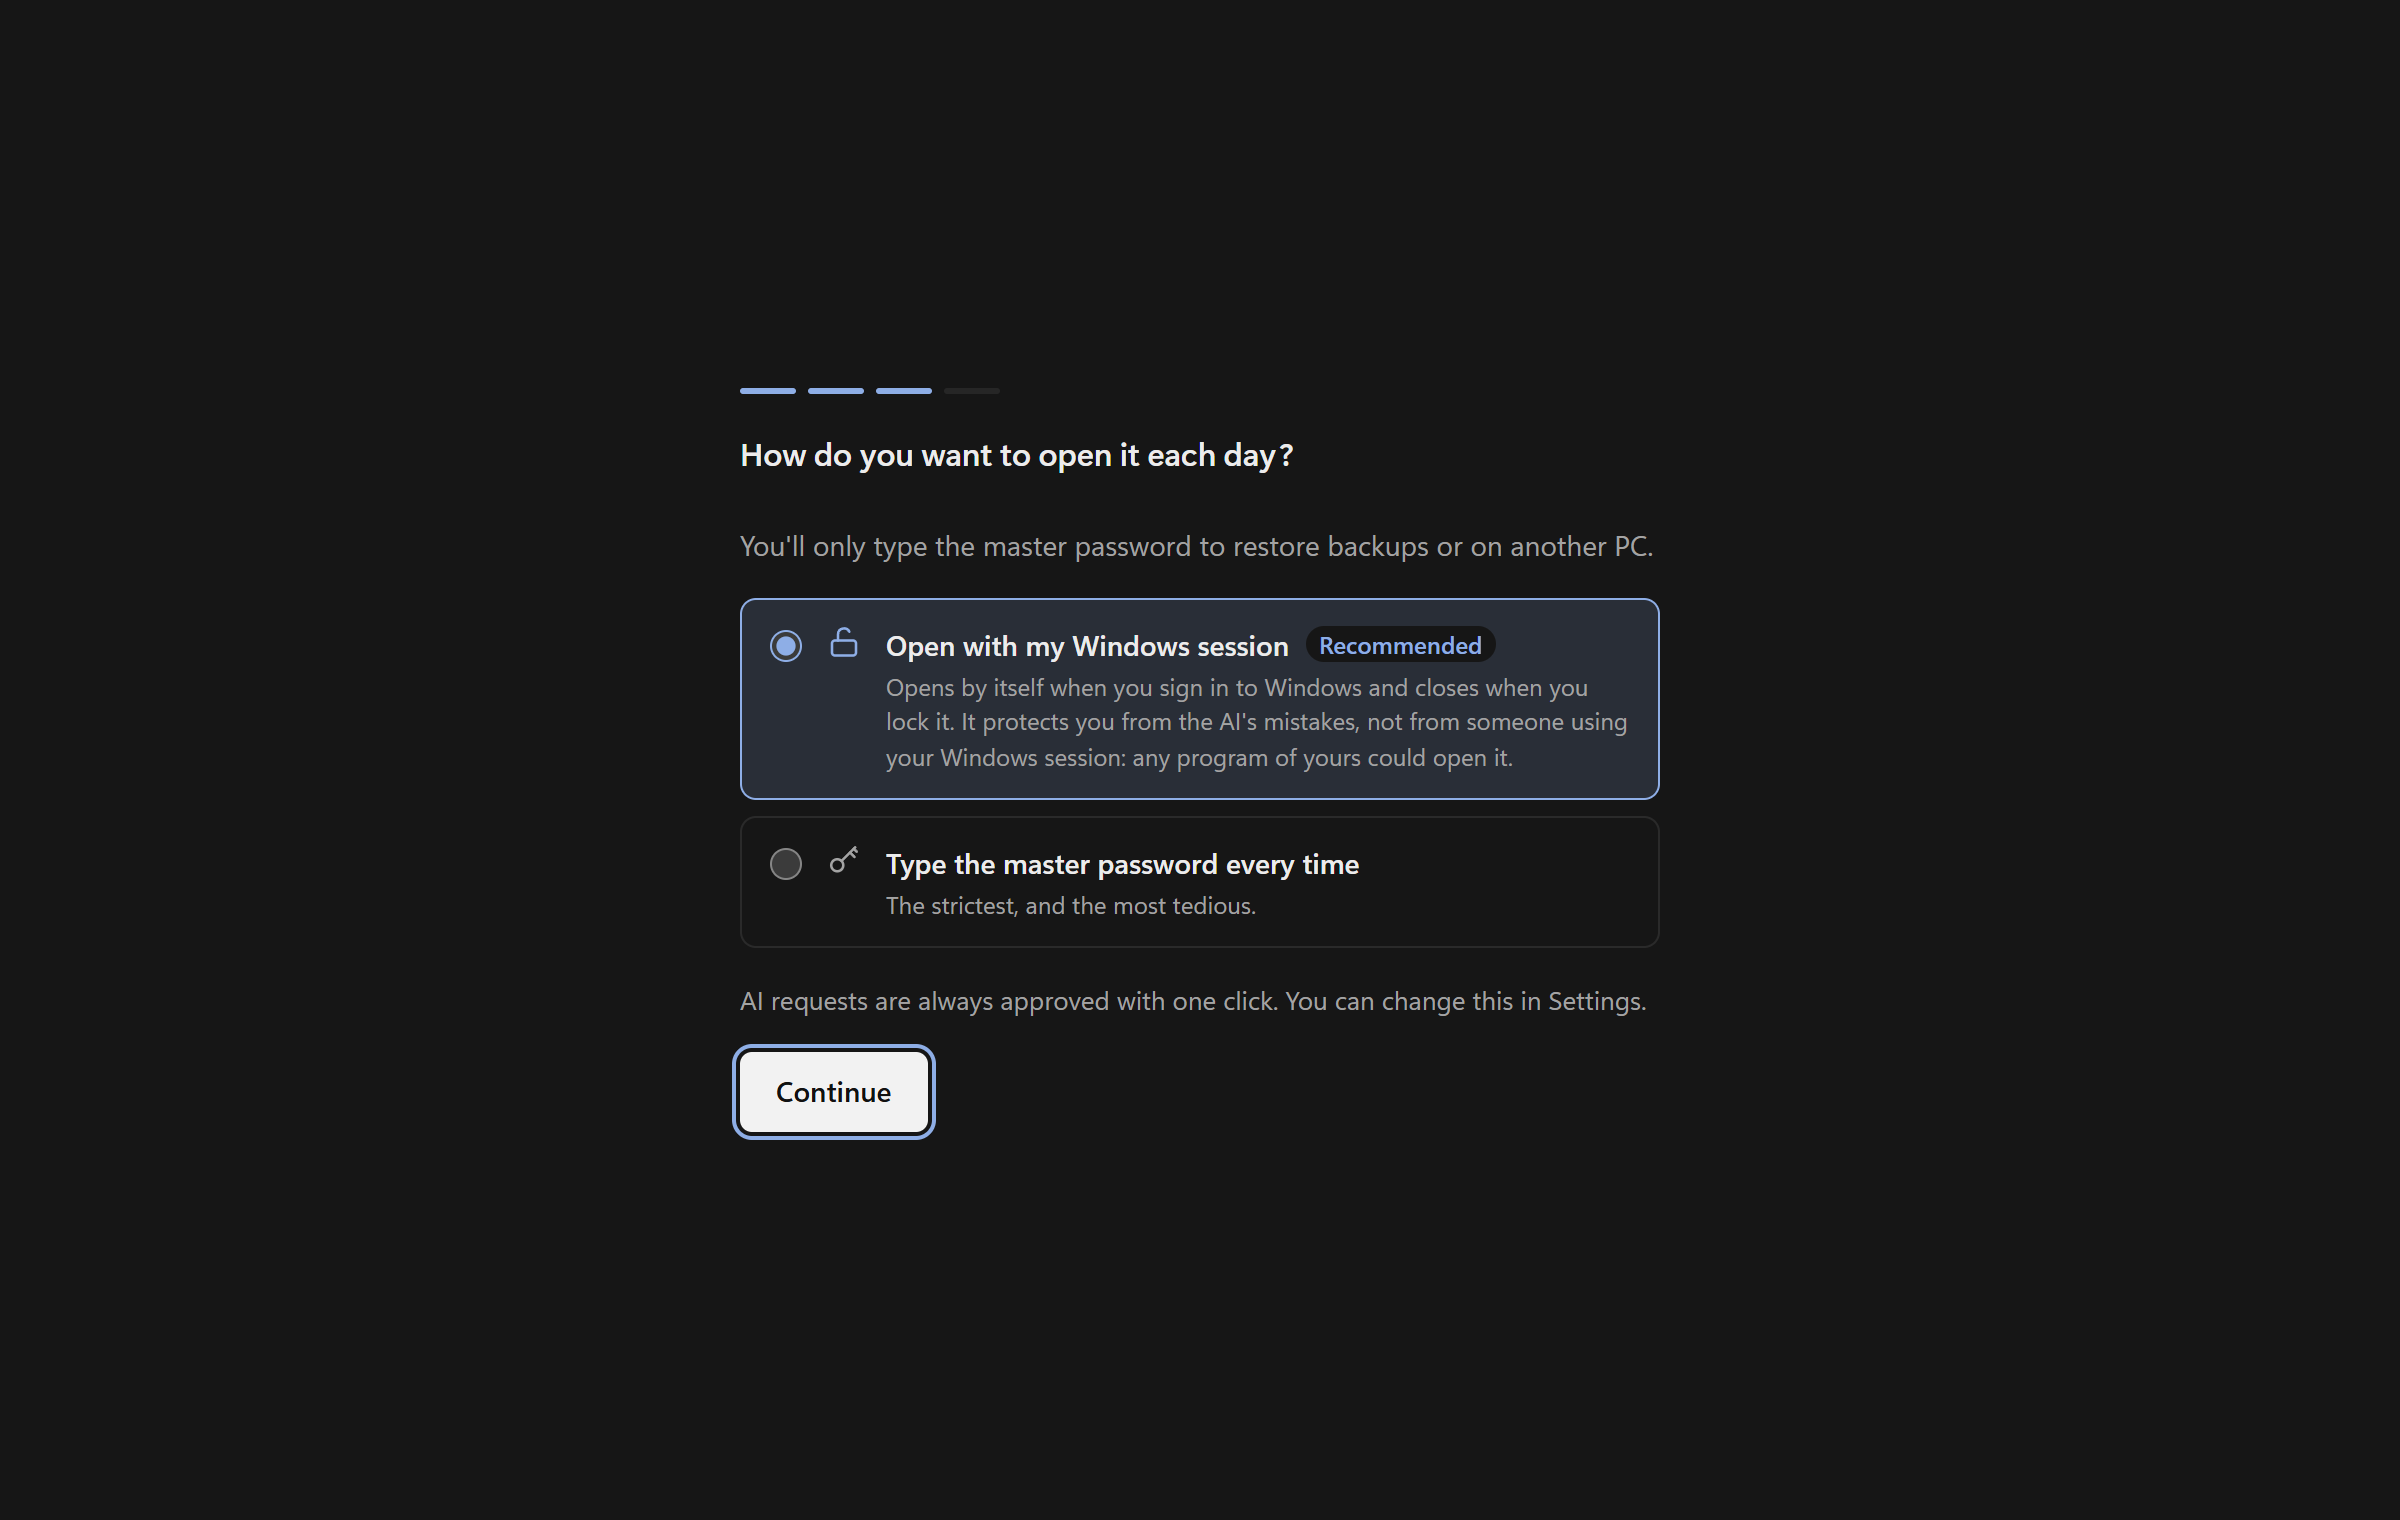 How do you want to open it each day?
You'll only type the master password to restore backups or on another PC.
Open with my Windows session Recommended
Opens by itself when you sign in to Windows and closes when you
lock it. It protects you from the AI's mistakes, not from someone using
your Windows session: any program of yours could open it.
Type the master password every time
The strictest, and the most tedious.
AI requests are always approved with one click. You can change this in Settings.
Continue